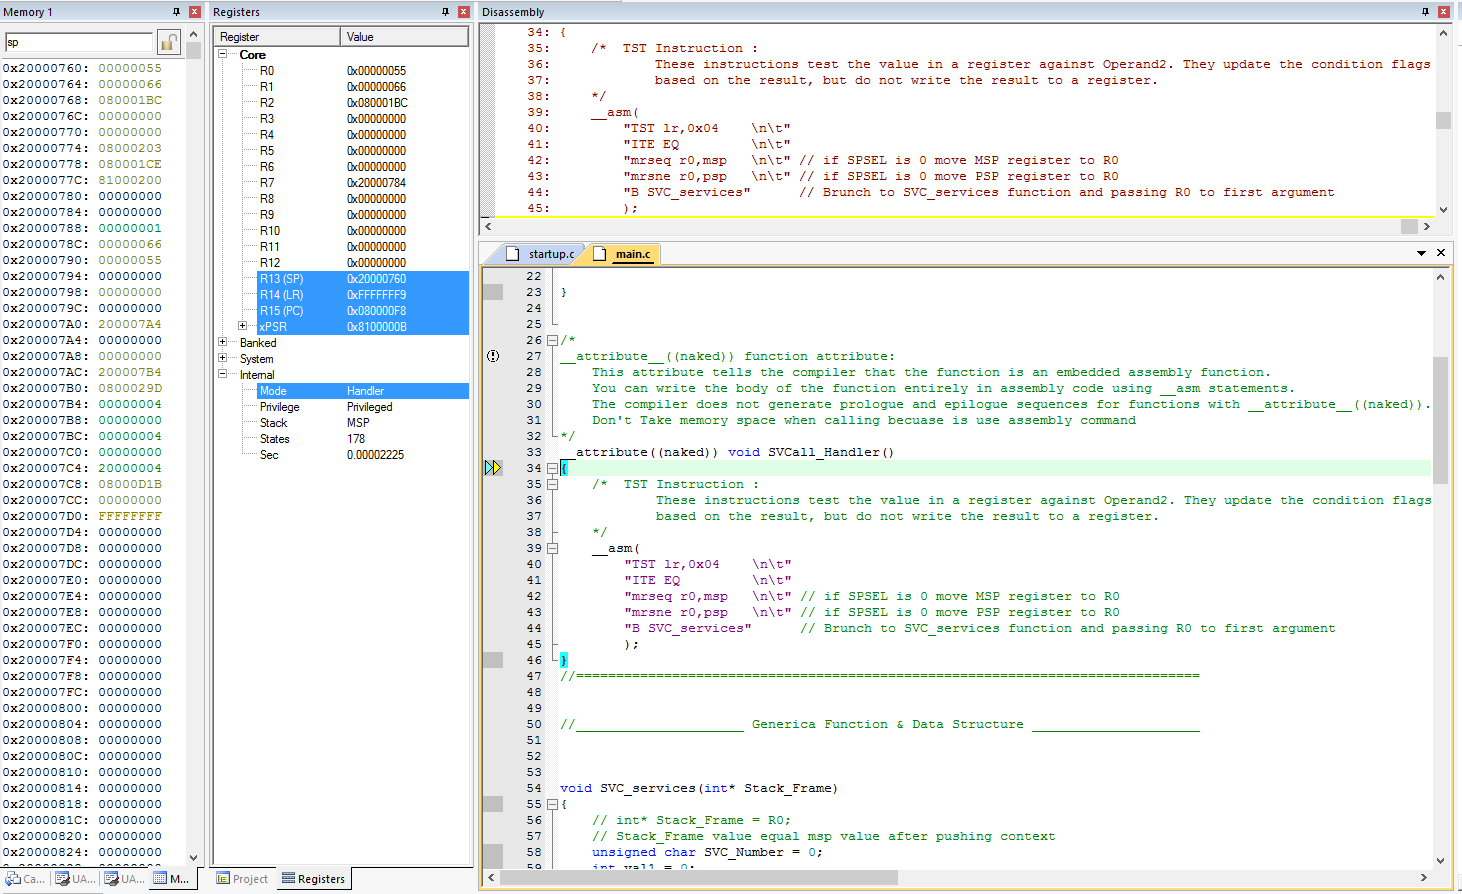 Memory 1
sp
0x20000760: 00000055
0x20000764: 00000066
0x20000768: 080001BC
0x2000076C: 00000000
0x20000770: 00000000
0x20000774: 08000203
0x20000778: 080001CE
0x2000077C: 81000200
0x20000780: 00000000
0x20000784: 00000000
0x20000788: 00000001
0x2000078C: 00000066
0x20000790: 00000055
0x20000794: 00000000
0x20000798: 00000000
0x2000079C: 00000000
0x200007A0: 200007A4
0x200007A4: 00000000
0x200007A8: 00000000
0x200007AC: 200007B4
0x200007B0: 0800029D
0x200007B4: 00000004
0x200007B8: 00000000
0x200007BC: 00000004
0x200007C0: 00000000
0x200007C4: 20000004
0x200007C8: 08000D1B
0x200007CC: 00000000
0x200007D0: FFFFFFFF
0x200007D4: 00000000
0x200007D8: 00000000
0x200007DC: 00000000
0x200007E0: 00000000
0x200007E4: 00000000
0x200007E8: 00000000
0x200007EC: 00000000
0x200007F0: 00000000
0x200007F4: 00000000
0x200007F8: 00000000
0x200007FC: 00000000
0x20000800: 00000000
0x20000804: 00000000
0x20000808: 00000000
0x2000080C: 00000000
0x20000810: 00000000
0x20000814: 00000000
0x20000818: 00000000
0x2000081C: 00000000
0x20000820: 00000000
0x20000824: 00000000
Ca... UA... UA... M...
Registers
Register Value
Core
R0 0x00000055
R1 0x00000066
R2 0x080001BC
R3 0x00000000
R4 0x00000000
R5 0x00000000
R6 0x00000000
R7 0x20000784
R8 0x00000000
R9 0x00000000
R10 0x00000000
R11 0x00000000
R12 0x00000000
R13 (SP) 0x20000760
R14 (LR) 0xFFFFFFF9
R15 (PC) 0x080000F8
xPSR 0x8100000B
Banked
System
Internal
Mode Handler
Privilege Privileged
Stack MSP
States 178
Sec 0.00002225
Project Registers
Disassembly
34: {
35: /* TST Instruction :
36: These instructions test the value in a register against Operand2. They update the condition flags
37: based on the result, but do not write the result to a register.
38: */
39: __asm(
40: "TST lr,0x04 \n\t"
41: "ITE EQ \n\t"
42: "mrseq r0,msp \n\t" // if SPSEL is 0 move MSP register to R0
43: "mrsne r0,psp \n\t" // if SPSEL is 0 move PSP register to R0
44: "B SVC_services" // Brunch to SVC_services function and passing R0 to first argument
45: );
startup.c main.c
22
23 }
24
25
26 /*
27 __attribute__((naked)) function attribute:
28 This attribute tells the compiler that the function is an embedded assembly function.
29 You can write the body of the function entirely in assembly code using __asm statements.
30 The compiler does not generate prologue and epilogue sequences for functions with __attribute__((naked)).
31 Don't Take memory space when calling becuase is use assembly command
32 */
33 __attribute((naked)) void SVCall_Handler()
34 {
35 /* TST Instruction :
36 These instructions test the value in a register against Operand2. They update the condition flags
37 based on the result, but do not write the result to a register.
38 */
39 __asm(
40 "TST lr,0x04 \n\t"
41 "ITE EQ \n\t"
42 "mrseq r0,msp \n\t" // if SPSEL is 0 move MSP register to R0
43 "mrsne r0,psp \n\t" // if SPSEL is 0 move PSP register to R0
44 "B SVC_services" // Brunch to SVC_services function and passing R0 to first argument
45 );
46 }
47 //==============================================================================
48
49
50 //_____________________ Generica Function & Data Structure _____________________
51
52
53
54 void SVC_services(int* Stack_Frame)
55 {
56 // int* Stack_Frame = R0;
57 // Stack_Frame value equal msp value after pushing context
58 unsigned char SVC_Number = 0;
59 int val1 = 0;